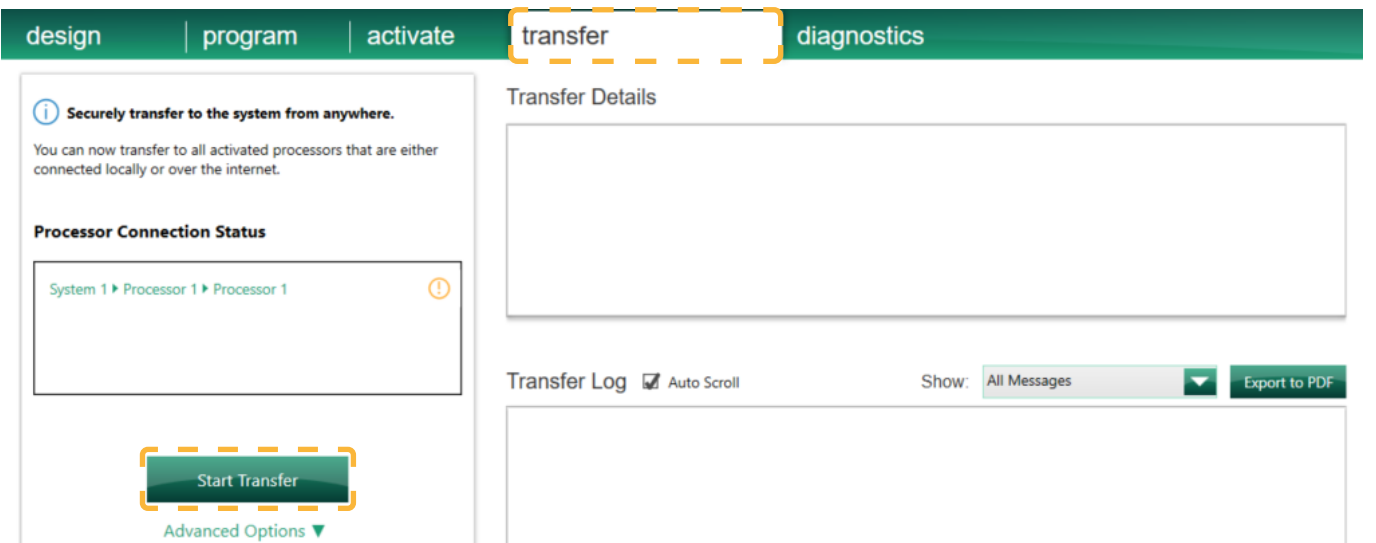 design program activate transfer diagnostics
Securely transfer to the system from anywhere.
You can now transfer to all activated processors that are either
connected locally or over the internet.
Processor Connection Status
System 1 ▸ Processor 1 ▸ Processor 1
Start Transfer
Advanced Options ▼
Transfer Details
Transfer Log Auto Scroll Show: All Messages Export to PDF